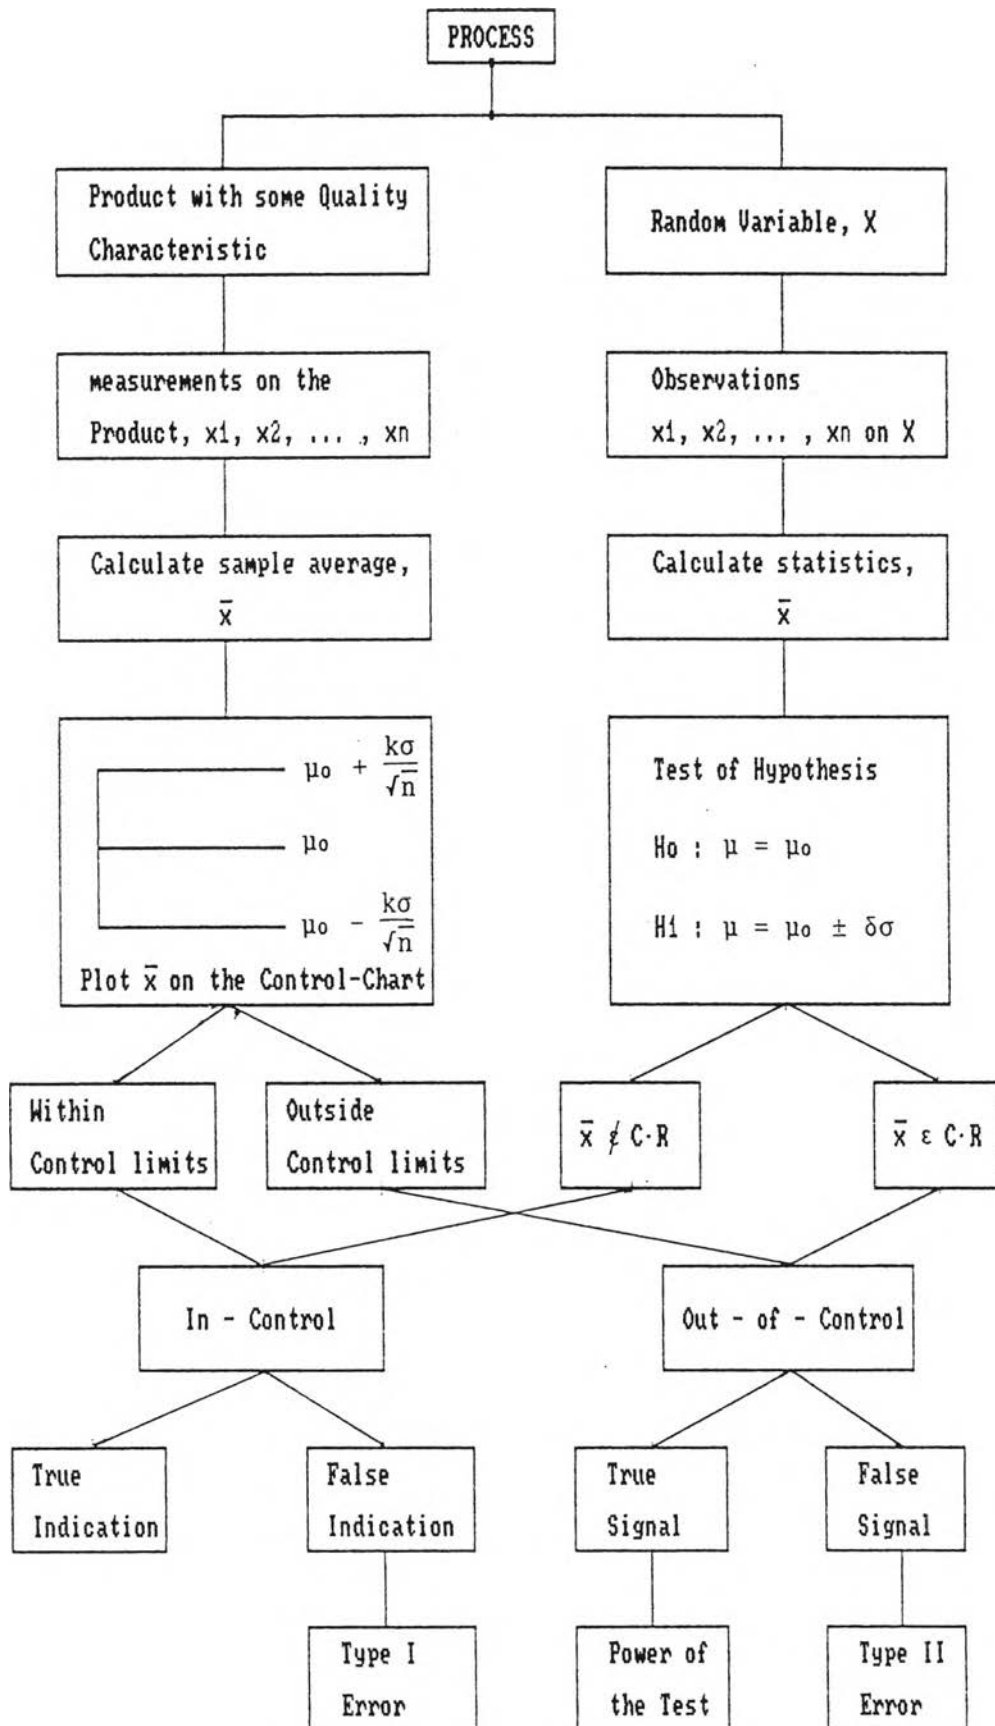 PROCESS
Product with some Quality
Characteristic
Random Variable, X
measurements on the
Product, x1, x2, ... , xn
Observations
x1, x2, ... , xn on X
Calculate sample average,
x̄
Calculate statistics,
x̄
μo + kσ/√n
μo
μo - kσ/√n
Plot x̄ on the Control-Chart
Test of Hypothesis
Ho : μ = μo
H1 : μ = μo ± δσ
Within
Control limits
Outside
Control limits
x̄ ∉ C·R
x̄ ε C·R
In - Control
Out - of - Control
True
Indication
False
Indication
True
Signal
False
Signal
Type I
Error
Power of
the Test
Type II
Error